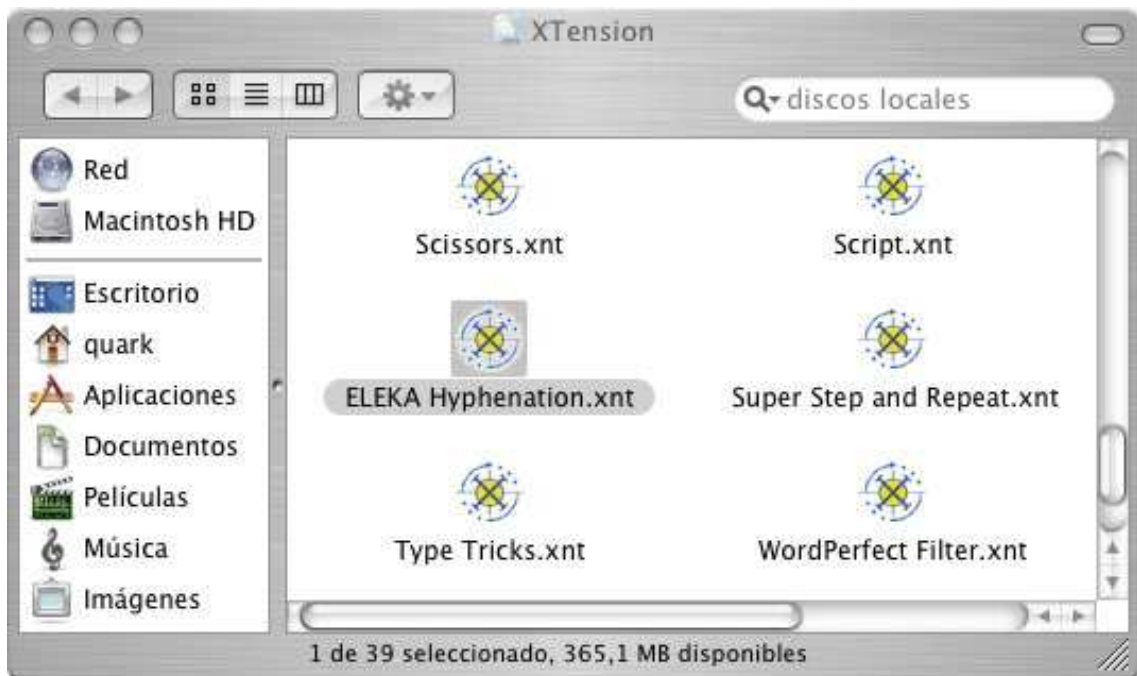 XTension
discos locales
Red
Macintosh HD
Escritorio
quark
Aplicaciones
Documentos
Películas
Música
Imágenes
Scissors.xnt
Script.xnt
ELEKA Hyphenation.xnt
Super Step and Repeat.xnt
Type Tricks.xnt
WordPerfect Filter.xnt
1 de 39 seleccionado, 365,1 MB disponibles